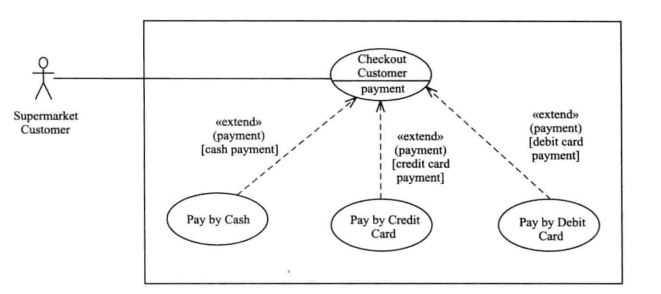 Checkout
Customer
payment
Supermarket
Customer
«extend»
(payment)
[cash payment]
«extend»
(payment)
[credit card
payment]
«extend»
(payment)
[debit card
payment]
Pay by Cash
Pay by Credit
Card
Pay by Debit
Card